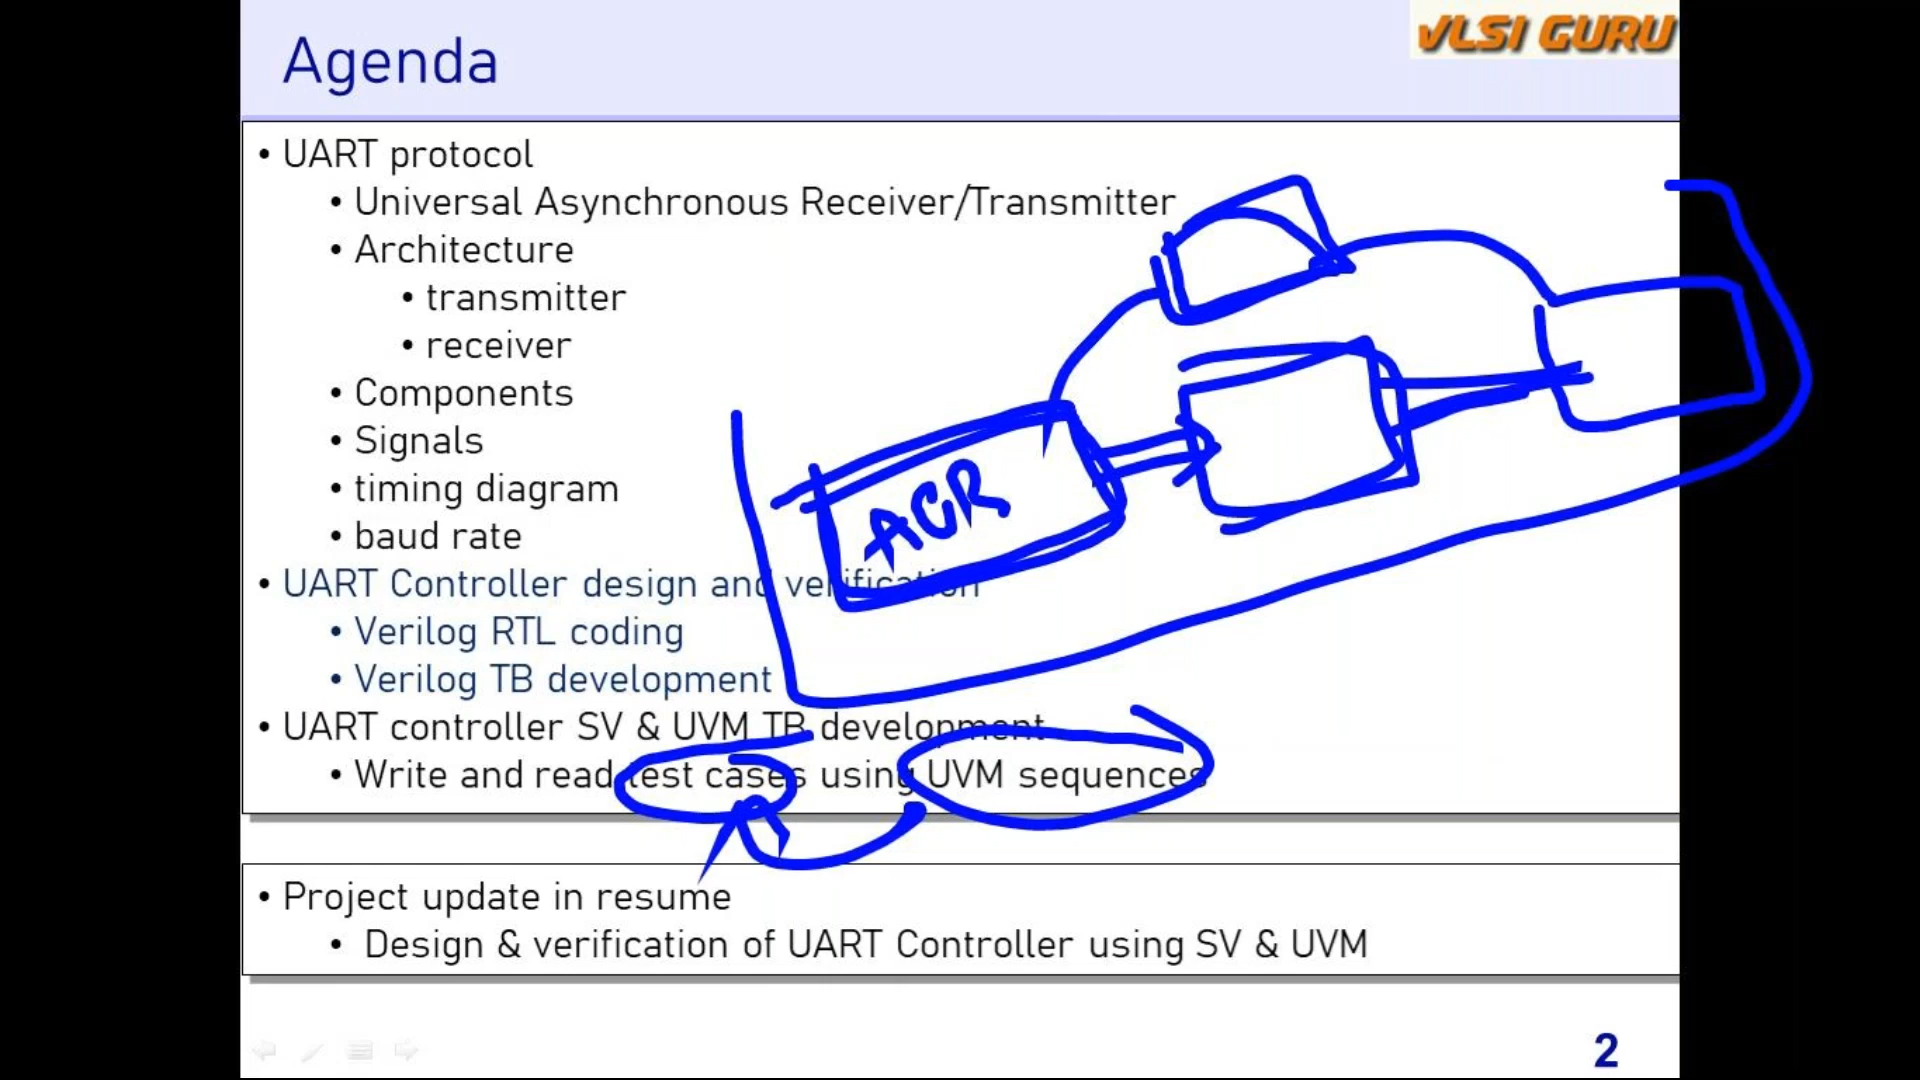 Agenda
VLSI GURU
• UART protocol
• Universal Asynchronous Receiver/Transmitter
• Architecture
• transmitter
• receiver
• Components
• Signals
• timing diagram
• baud rate
ACR
• UART Controller design and verification
• Verilog RTL coding
• Verilog TB development
• UART controller SV & UVM TB development
• Write and read test cases using UVM sequences
• Project update in resume
• Design & verification of UART Controller using SV & UVM
2